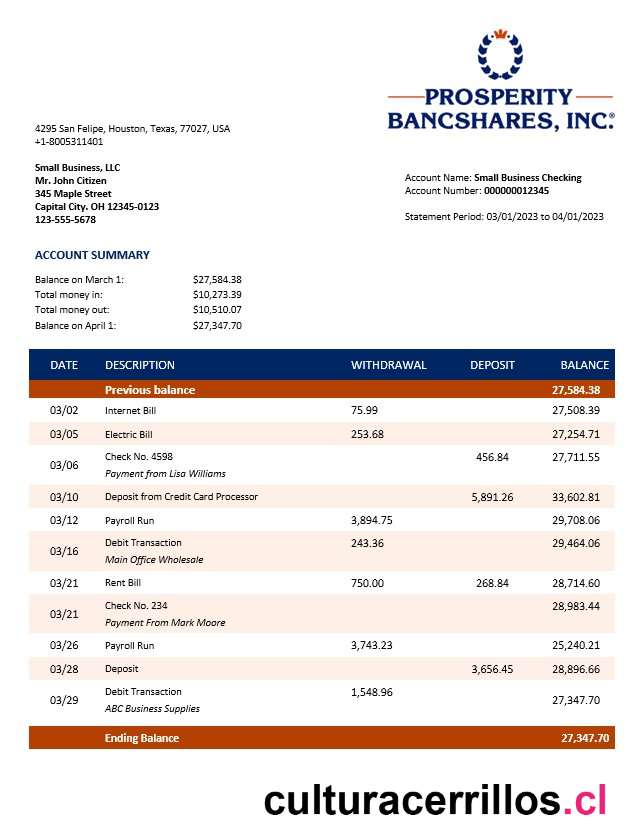 PROSPERITY
BANCSHARES, INC.®
4295 San Felipe, Houston, Texas, 77027, USA
+1-8005311401
Small Business, LLC
Mr. John Citizen
345 Maple Street
Capital City. OH 12345-0123
123-555-5678
Account Name: Small Business Checking
Account Number: 000000012345
Statement Period: 03/01/2023 to 04/01/2023
ACCOUNT SUMMARY
Balance on March 1: $27,584.38
Total money in: $10,273.39
Total money out: $10,510.07
Balance on April 1: $27,347.70
DATE DESCRIPTION WITHDRAWAL DEPOSIT BALANCE
Previous balance 27,584.38
03/02 Internet Bill 75.99 27,508.39
03/05 Electric Bill 253.68 27,254.71
03/06 Check No. 4598 456.84 27,711.55
Payment from Lisa Williams
03/10 Deposit from Credit Card Processor 5,891.26 33,602.81
03/12 Payroll Run 3,894.75 29,708.06
03/16 Debit Transaction 243.36 29,464.06
Main Office Wholesale
03/21 Rent Bill 750.00 268.84 28,714.60
03/21 Check No. 234 28,983.44
Payment From Mark Moore
03/26 Payroll Run 3,743.23 25,240.21
03/28 Deposit 3,656.45 28,896.66
03/29 Debit Transaction 1,548.96 27,347.70
ABC Business Supplies
Ending Balance 27,347.70
culturacerrillos.cl